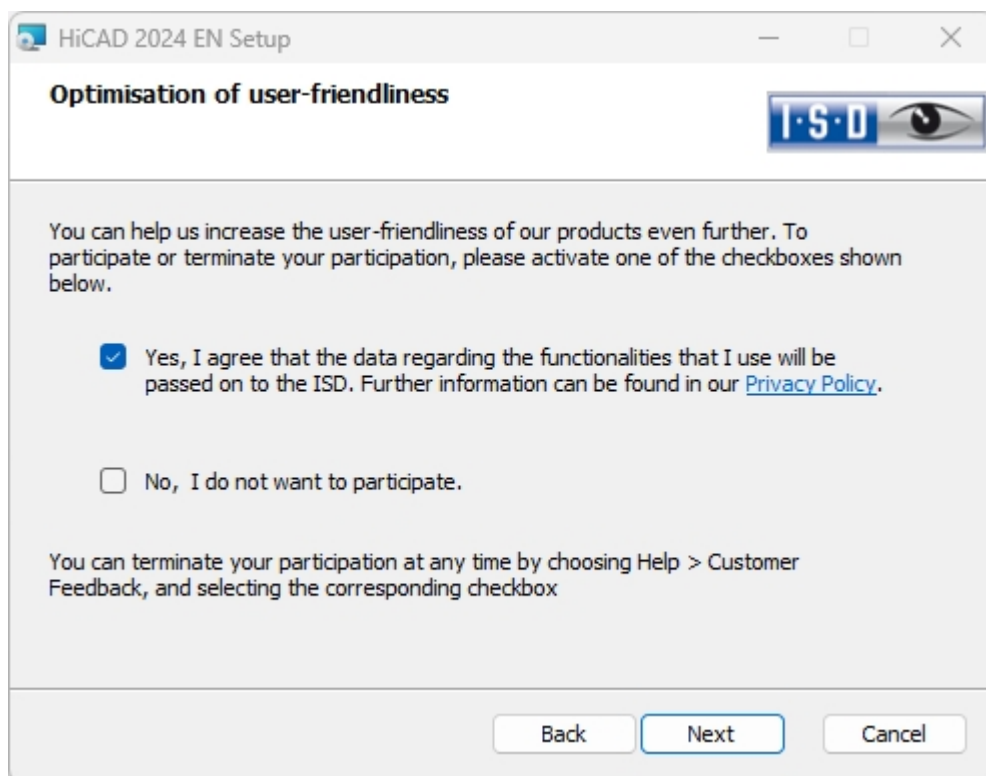 HiCAD 2024 EN Setup
Optimisation of user-friendliness
I·S·D
You can help us increase the user-friendliness of our products even further. To
participate or terminate your participation, please activate one of the checkboxes shown
below.
Yes, I agree that the data regarding the functionalities that I use will be
passed on to the ISD. Further information can be found in our Privacy Policy.
No, I do not want to participate.
You can terminate your participation at any time by choosing Help > Customer
Feedback, and selecting the corresponding checkbox
Back Next Cancel